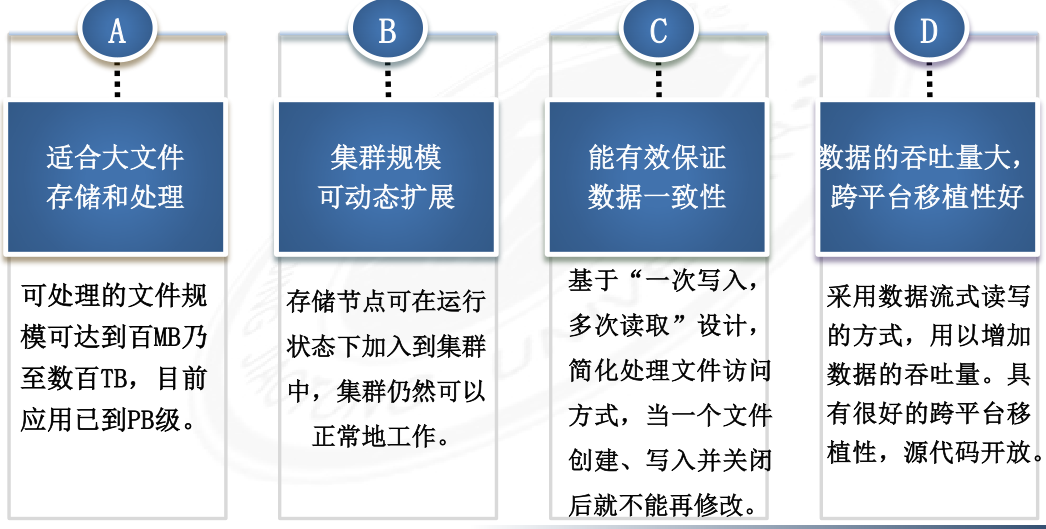 A
适合大文件
存储和处理
可处理的文件规
模可达到百MB乃
至数百TB，目前
应用已到PB级。
B
集群规模
可动态扩展
存储节点可在运行
状态下加入到集群
中，集群仍然可以
正常地工作。
C
能有效保证
数据一致性
基于“一次写入，
多次读取”设计，
简化处理文件访问
方式，当一个文件
创建、写入并关闭
后就不能再修改。
D
数据的吞吐量大，
跨平台移植性好
采用数据流式读写
的方式，用以增加
数据的吞吐量。具
有很好的跨平台移
植性，源代码开放。